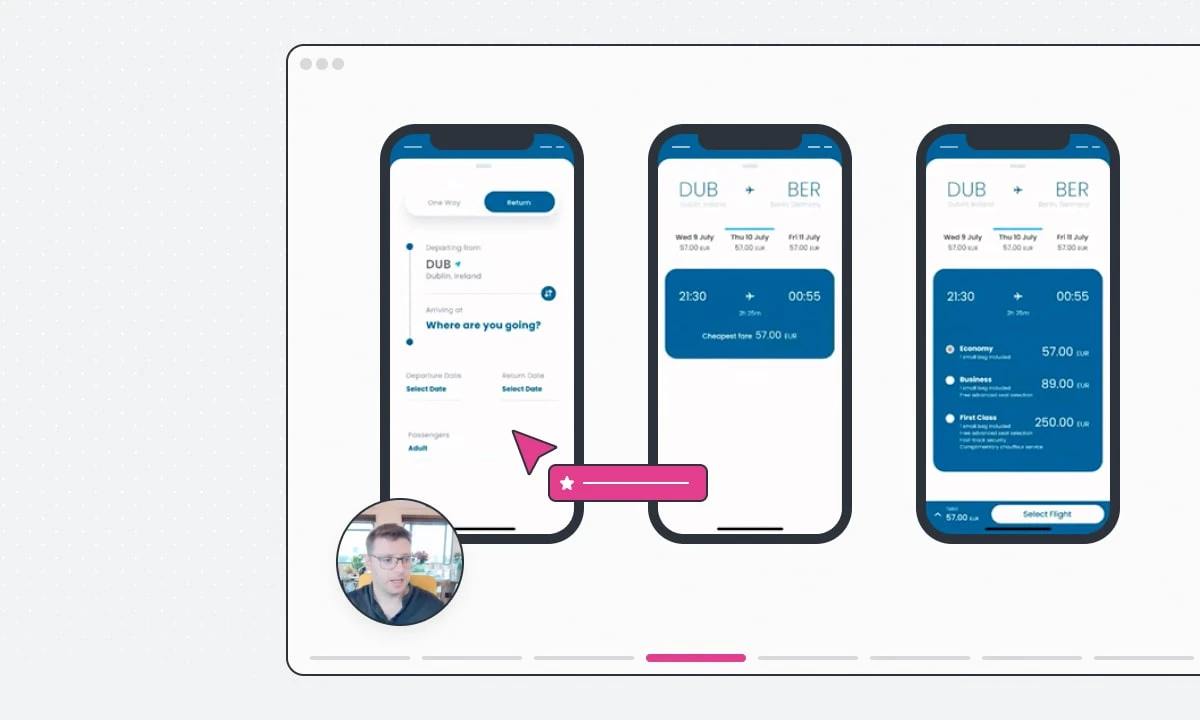 One Way
Return
Departing from
DUB
Dublin, Ireland
Arriving at
Where are you going?
Departure Date
Return Date
Select Date
Select Date
Passengers
Adult
DUB
BER
Dublin Ireland
Berlin, Germany
Wed 9 July
Thu 10 July
Fri 11 July
57.00 EUR
57.00 EUR
57.00 EUR
21:30
00:55
2h 25m
Cheapest fare 57.00 EUR
DUB
BER
Dublin Ireland
Berlin, Germany
Wed 9 July
Thu 10 July
Fri 11 July
57.00 EUR
57.00 EUR
57.00 EUR
21:30
00:55
2h 25m
Economy
57.00 EUR
1 small bag included
Business
89.00 EUR
1 small bag included
Free advanced seat selection
First Class
250.00 EUR
1 small bag included
Free advanced seat selection
Fast-track security
Complimentary chauffeur service
Total
57.00 EUR
Select Flight